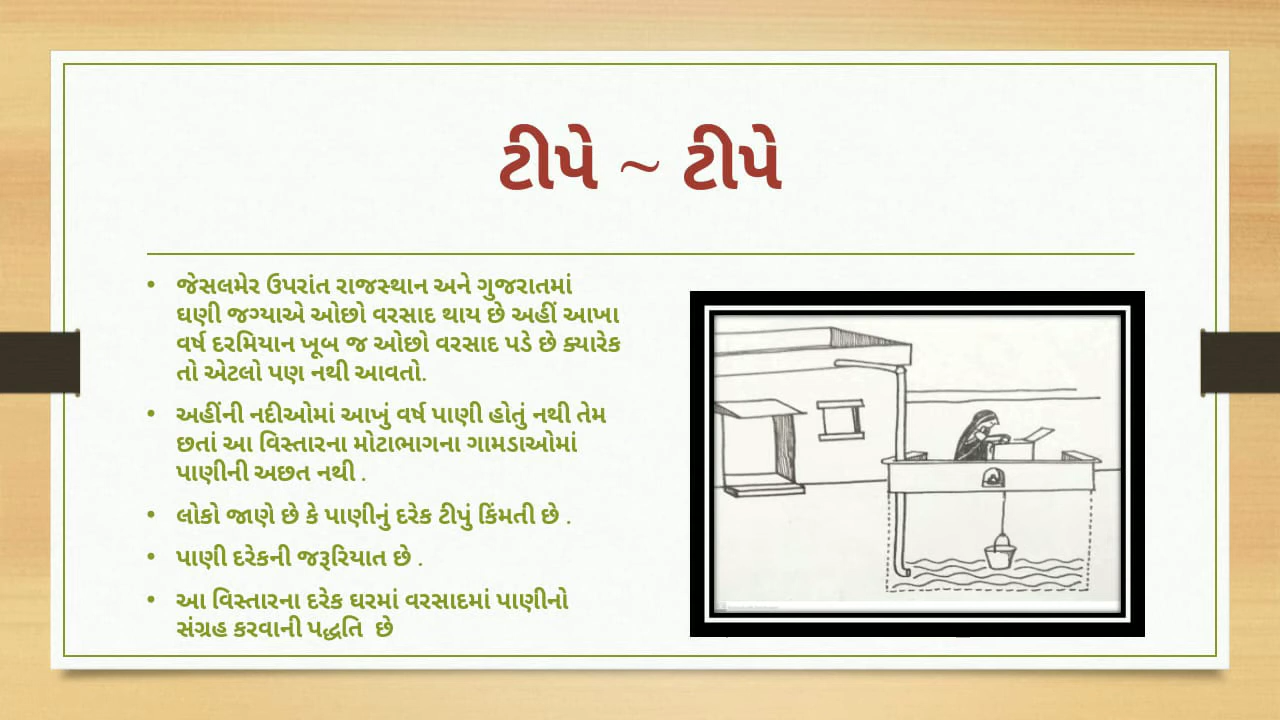 ટીપે ~ ટીપે
• જેસલમેર ઉપરાંત રાજસ્થાન અને ગુજરાતમાં
ઘણી જગ્યાએ ઓછો વરસાદ થાય છે અહીં આખા
વર્ષ દરમિયાન ખૂબ જ ઓછો વરસાદ પડે છે ક્યારેક
તો એટલો પણ નથી આવતો.
• અહીંની નદીઓમાં આખું વર્ષ પાણી હોતું નથી તેમ
છતાં આ વિસ્તારના મોટાભાગના ગામડાઓમાં
પાણીની અછત નથી .
• લોકો જાણે છે કે પાણીનું દરેક ટીપું કિંમતી છે .
• પાણી દરેકની જરૂરિયાત છે .
• આ વિસ્તારના દરેક ઘરમાં વરસાદમાં પાણીનો
સંગ્રહ કરવાની પદ્ધતિ છે